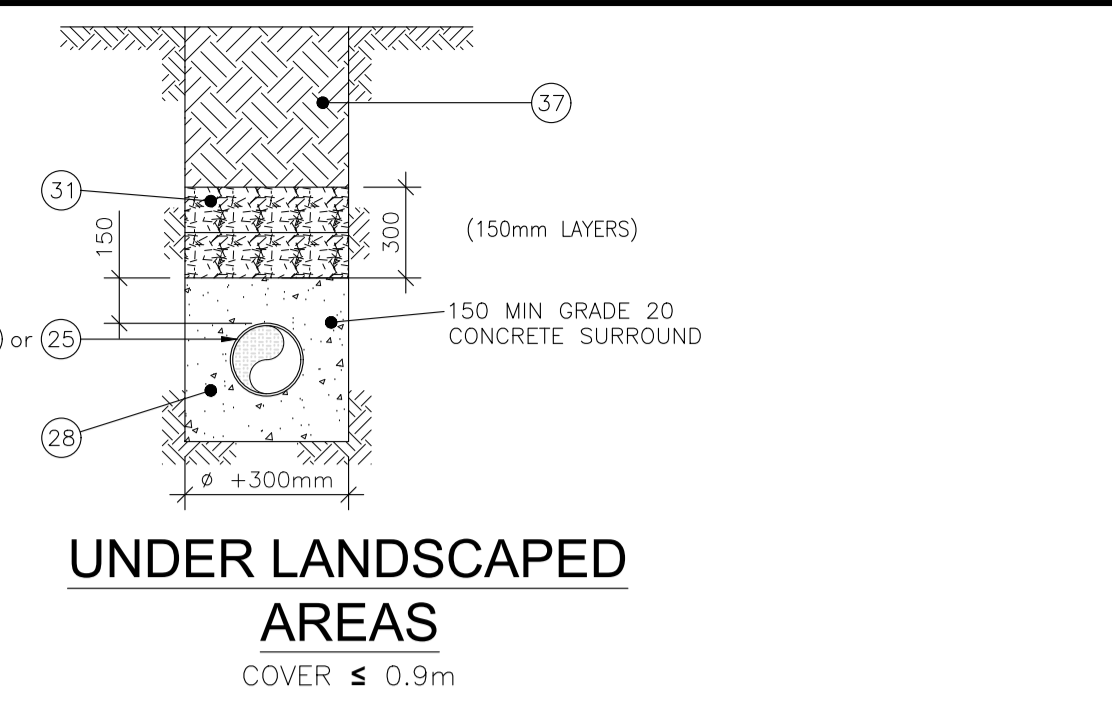 37
31
150
300
(150mm LAYERS)
150 MIN GRADE 20
CONCRETE SURROUND
) or 25
28
ø +300mm
UNDER LANDSCAPED
AREAS
COVER ≤ 0.9m